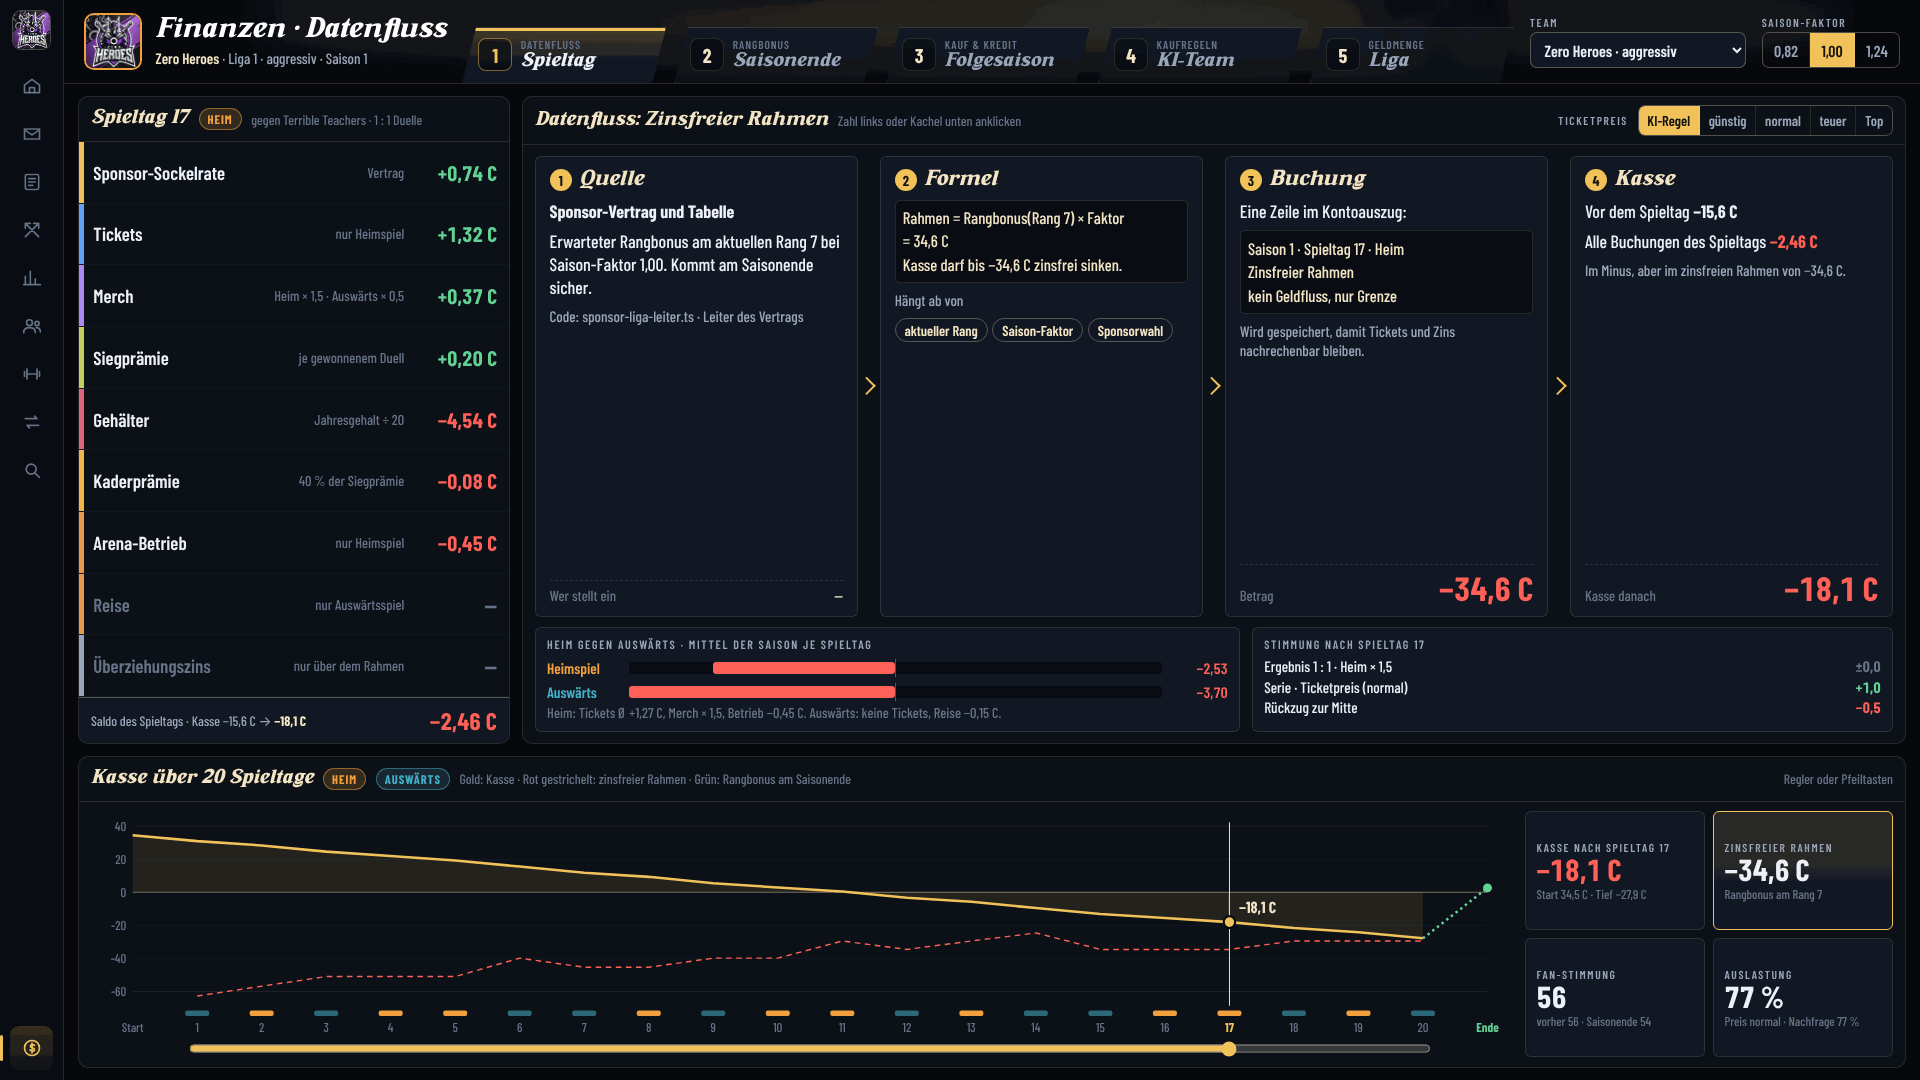 HEROES
HEROES
Finanzen · Datenfluss
Zero Heroes · Liga 1 · aggressiv · Saison 1
1 DATENFLUSS Spieltag
2 RANGBONUS Saisonende
3 KAUF & KREDIT Folgesaison
4 KAUFREGELN KI-Team
5 GELDMENGE Liga
TEAM
Zero Heroes · aggressiv
SAISON-FAKTOR
0,82 1,00 1,24
Spieltag 17 HEIM gegen Terrible Teachers · 1 : 1 Duelle
Sponsor-Sockelrate Vertrag +0,74 C
Tickets nur Heimspiel +1,32 C
Merch Heim × 1,5 · Auswärts × 0,5 +0,37 C
Siegprämie je gewonnenem Duell +0,20 C
Gehälter Jahresgehalt ÷ 20 −4,54 C
Kaderprämie 40 % der Siegprämie −0,08 C
Arena-Betrieb nur Heimspiel −0,45 C
Reise nur Auswärtsspiel –
Überziehungszins nur über dem Rahmen –
Saldo des Spieltags · Kasse −15,6 C → −18,1 C −2,46 C
Datenfluss: Zinsfreier Rahmen Zahl links oder Kachel unten anklicken
TICKETPREIS KI-Regel günstig normal teuer Top
1 Quelle
Sponsor-Vertrag und Tabelle
Erwarteter Rangbonus am aktuellen Rang 7 bei
Saison-Faktor 1,00. Kommt am Saisonende
sicher.
Code: sponsor-liga-leiter.ts · Leiter des Vertrags
Wer stellt ein –
2 Formel
Rahmen = Rangbonus(Rang 7) × Faktor
= 34,6 C
Kasse darf bis −34,6 C zinsfrei sinken.
Hängt ab von
aktueller Rang Saison-Faktor Sponsorwahl
3 Buchung
Eine Zeile im Kontoauszug:
Saison 1 · Spieltag 17 · Heim
Zinsfreier Rahmen
kein Geldfluss, nur Grenze
Wird gespeichert, damit Tickets und Zins
nachrechenbar bleiben.
Betrag −34,6 C
4 Kasse
Vor dem Spieltag −15,6 C
Alle Buchungen des Spieltags −2,46 C
Im Minus, aber im zinsfreien Rahmen von −34,6 C.
Kasse danach −18,1 C
HEIM GEGEN AUSWÄRTS · MITTEL DER SAISON JE SPIELTAG
Heimspiel −2,53
Auswärts −3,70
Heim: Tickets Ø +1,27 C, Merch × 1,5, Betrieb −0,45 C. Auswärts: keine Tickets, Reise −0,15 C.
STIMMUNG NACH SPIELTAG 17
Ergebnis 1 : 1 · Heim × 1,5 ±0,0
Serie · Ticketpreis (normal) +1,0
Rückzug zur Mitte −0,5
Kasse über 20 Spieltage HEIM AUSWÄRTS Gold: Kasse · Rot gestrichelt: zinsfreier Rahmen · Grün: Rangbonus am Saisonende
Regler oder Pfeiltasten
40
20
0
-20
-40
-60
−18,1 C
Start 1 2 3 4 5 6 7 8 9 10 11 12 13 14 15 16 17 18 19 20 Ende
KASSE NACH SPIELTAG 17
−18,1 C
Start 34,5 C · Tief −27,9 C
ZINSFREIER RAHMEN
−34,6 C
Rangbonus am Rang 7
FAN-STIMMUNG
56
vorher 56 · Saisonende 54
AUSLASTUNG
77 %
Preis normal · Nachfrage 77 %